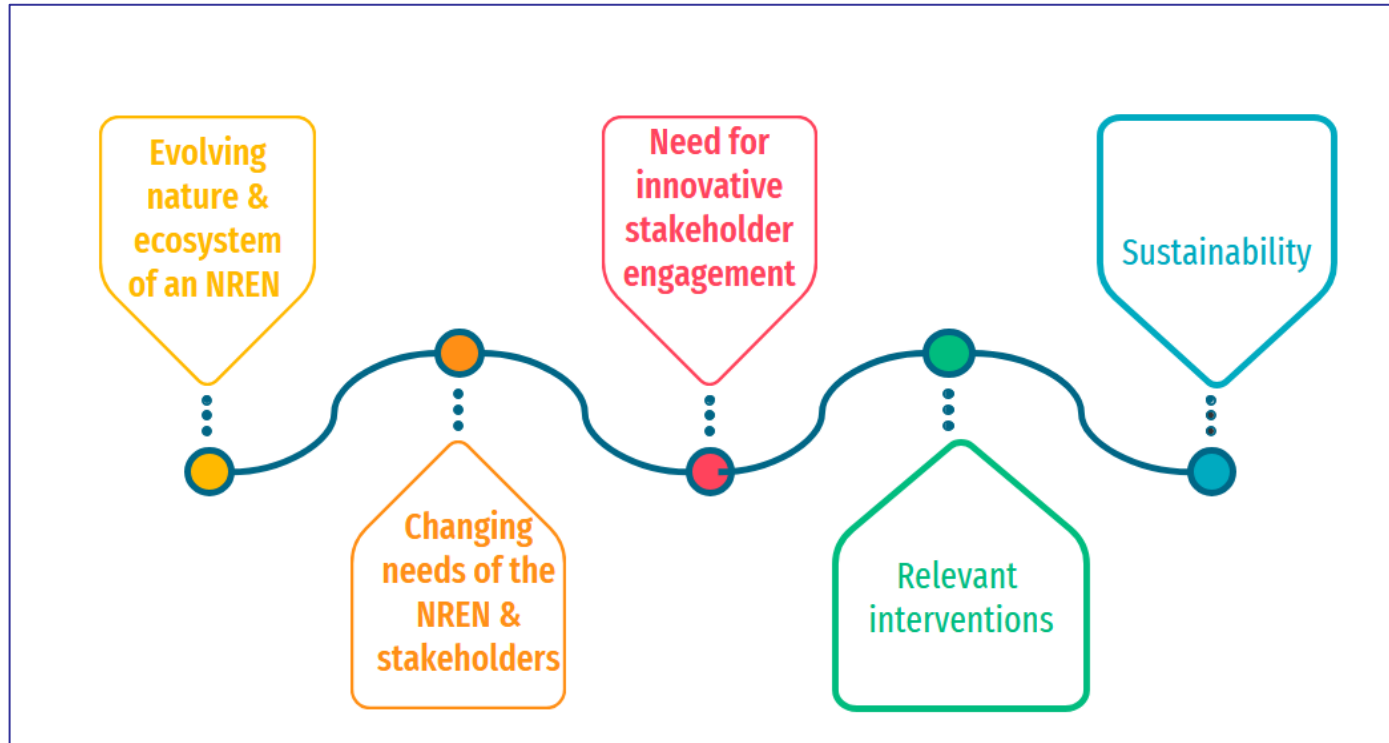 Evolving
nature &
ecosystem
of an NREN
Changing
needs of the
NREN &
stakeholders
Need for
innovative
stakeholder
engagement
Relevant
interventions
Sustainability